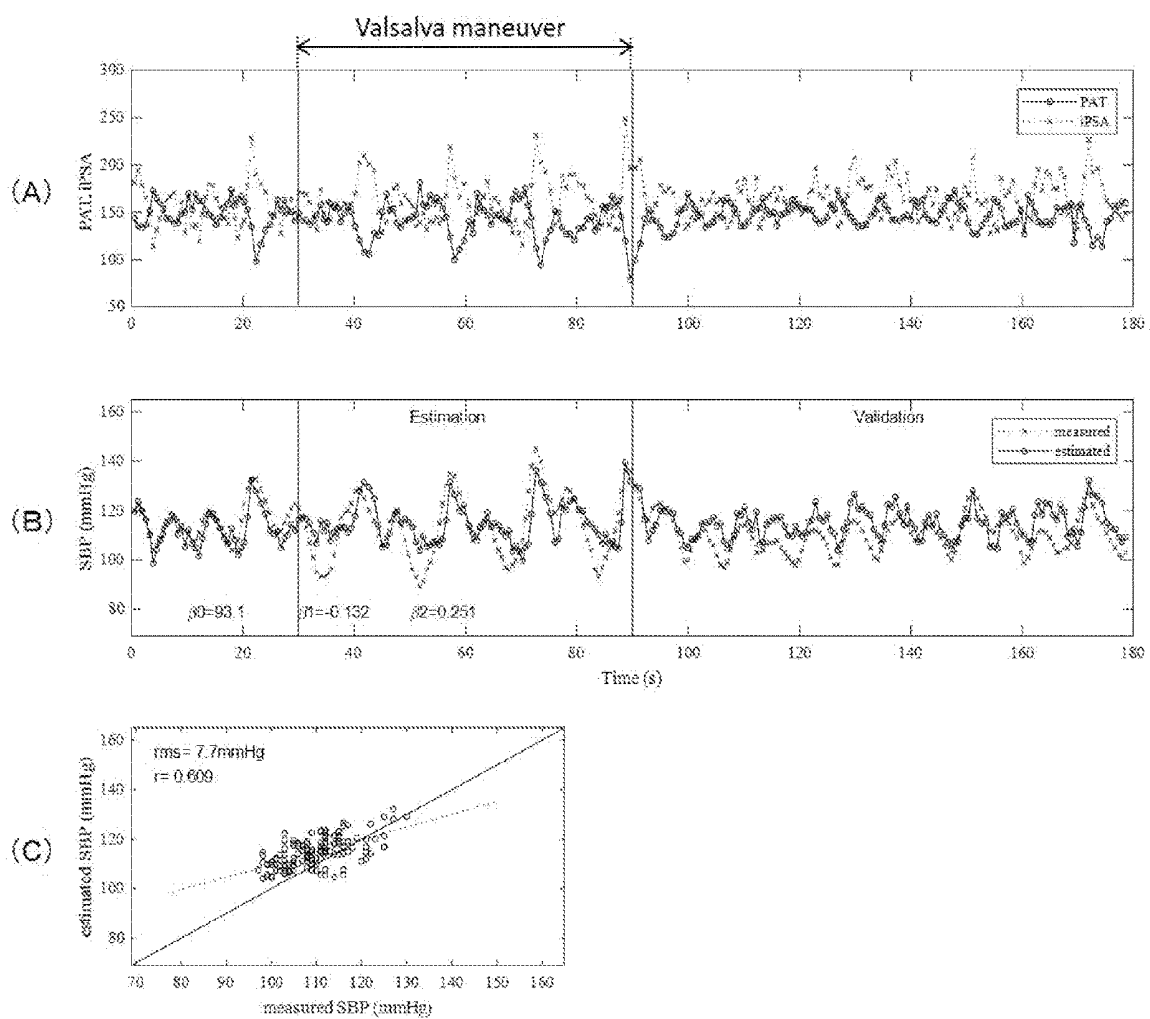 Valsalva maneuver
(A)
PAT, iPSA
300
250
200
150
100
50
PAT
iPSA
0 20 40 60 80 100 120 140 160 180
(B)
SBP (mmHg)
160
140
120
100
80
Estimation
Validation
measured
estimated
β0=93.1 β1=-0.132 β2=0.251
0 20 40 60 80 100 120 140 160 180
Time (s)
(C)
estimated SBP (mmHg)
160
140
120
100
80
rms= 7.7mmHg
r= 0.609
70 80 90 100 110 120 130 140 150 160
measured SBP (mmHg)